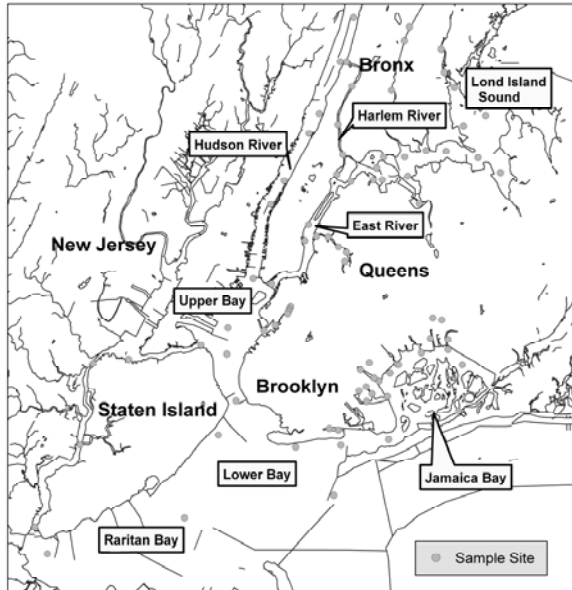 Bronx
Lond Island
Sound
Harlem River
Hudson River
East River
New Jersey
Queens
Upper Bay
Brooklyn
Staten Island
Lower Bay
Jamaica Bay
Raritan Bay
Sample Site